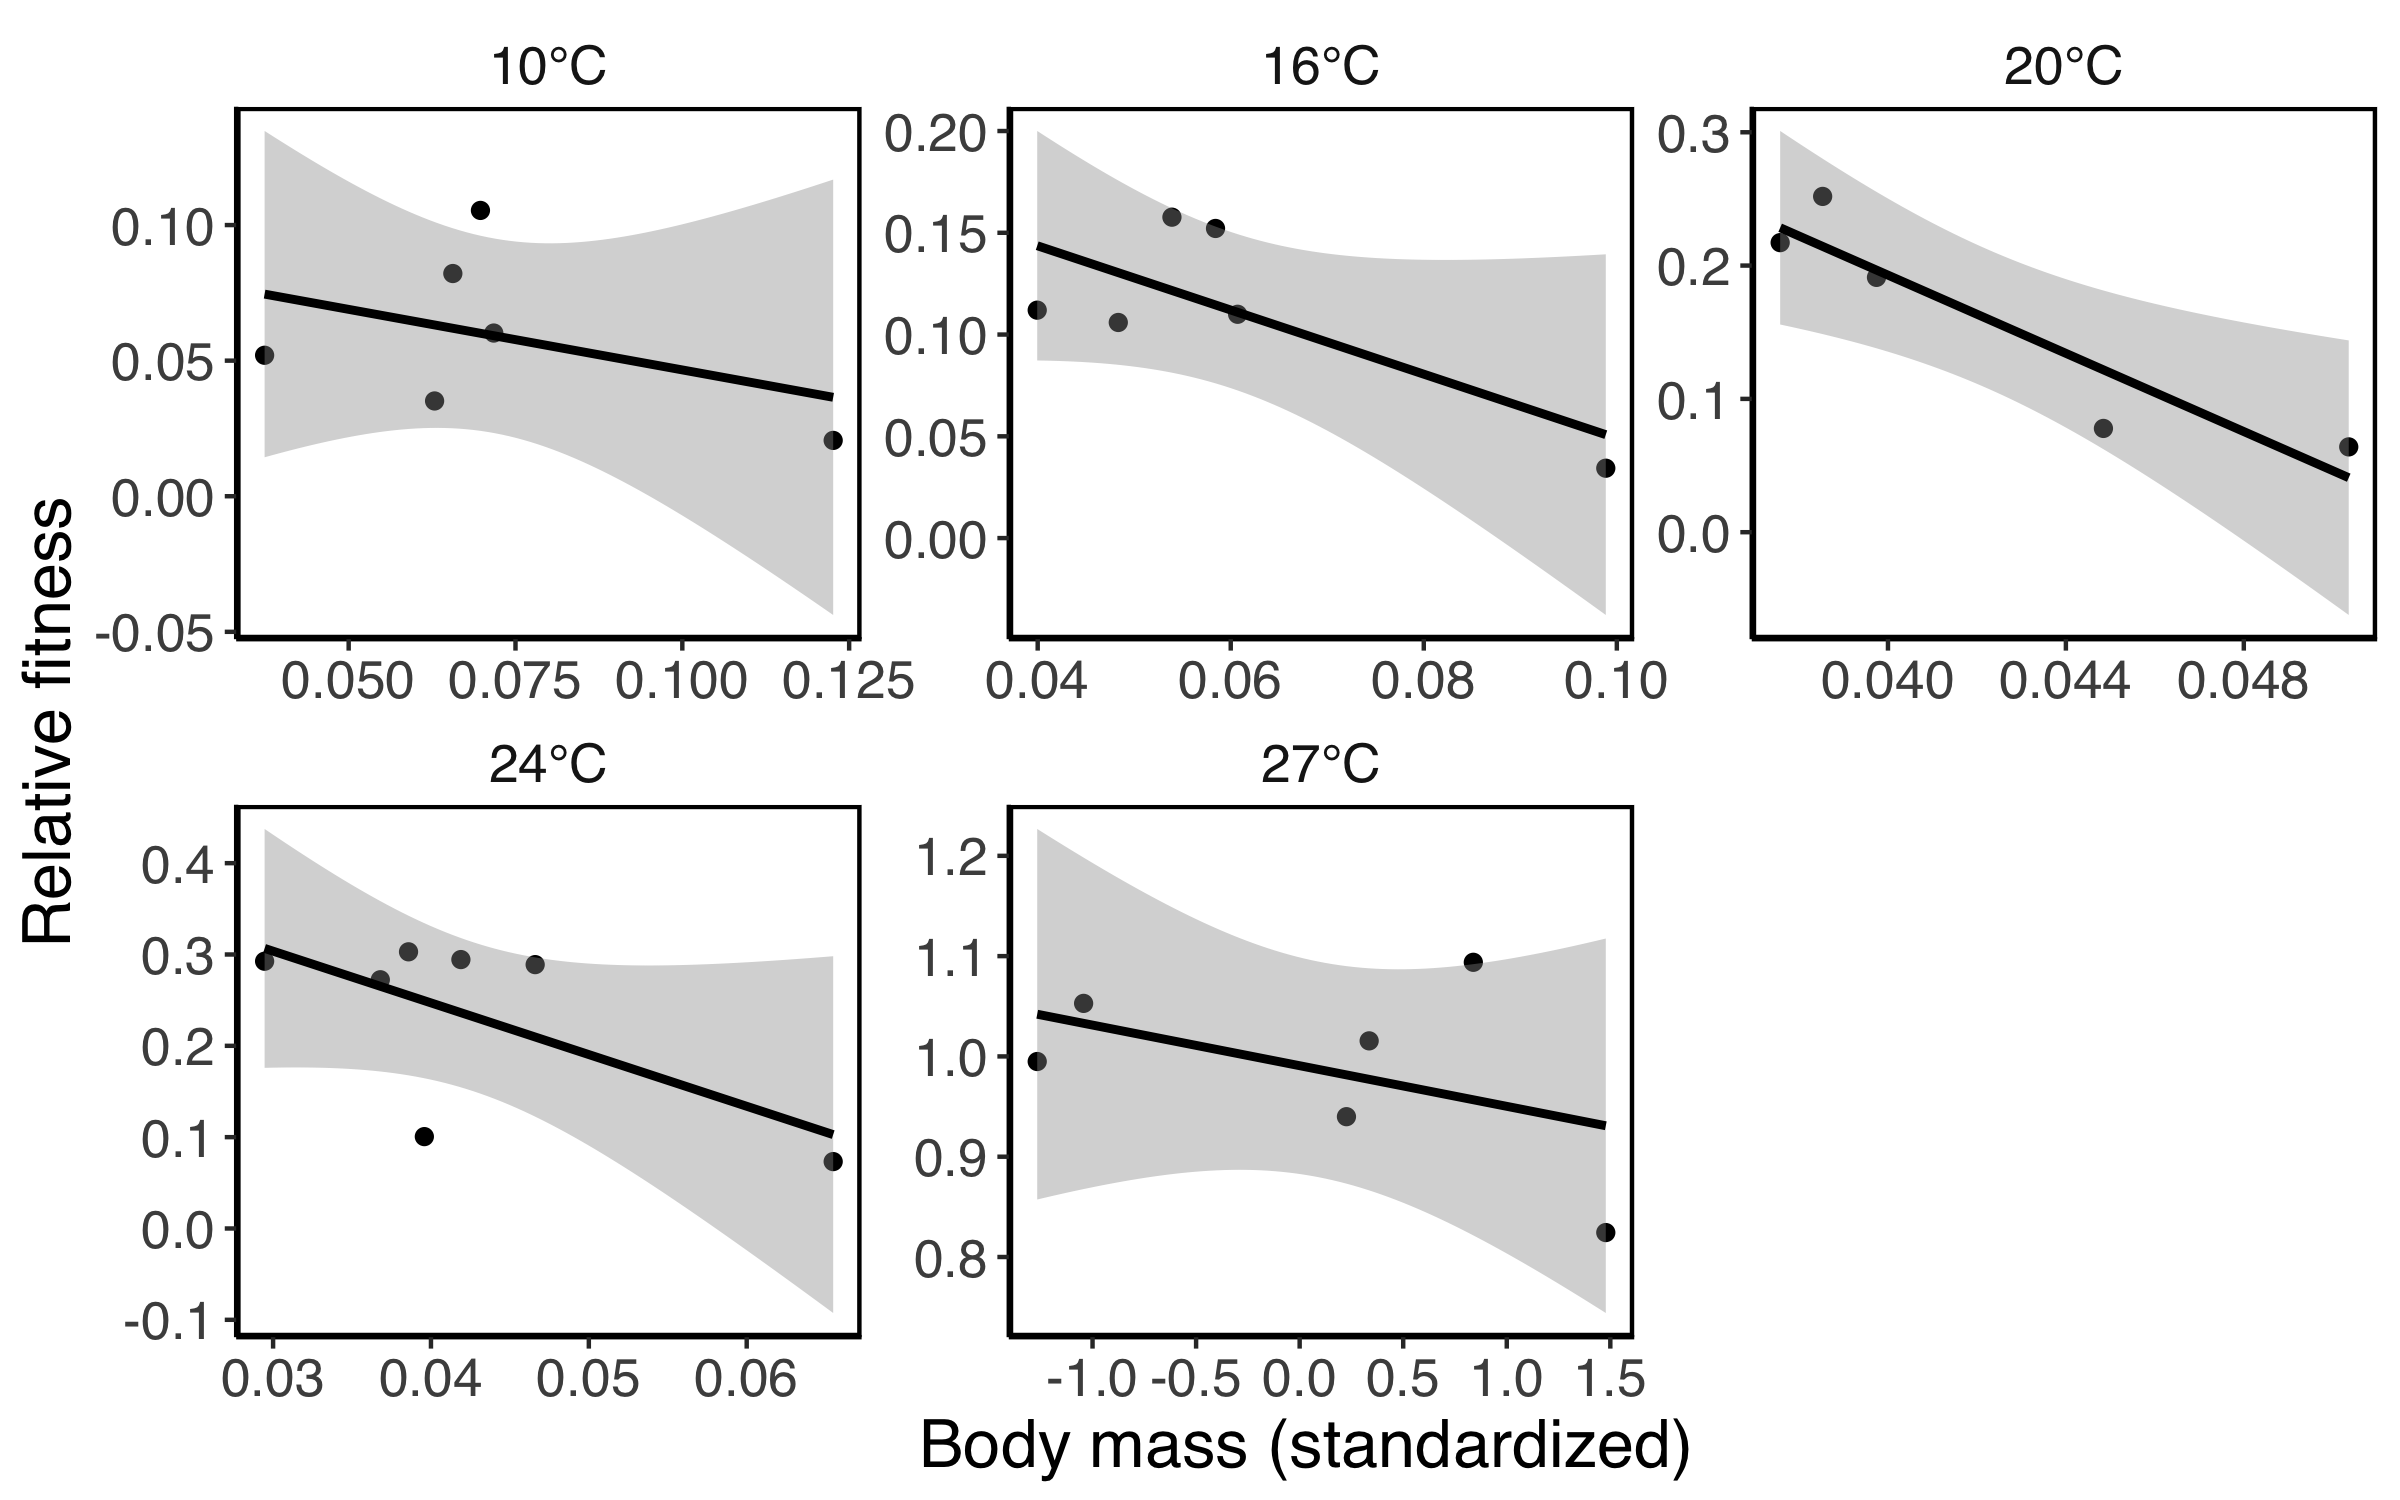 10°C
16°C
20°C
0.10
0.05
0.00
-0.05
0.20
0.15
0.10
0.05
0.00
0.3
0.2
0.1
0.0
0.050 0.075 0.100 0.125
0.04 0.06 0.08 0.10
0.040 0.044 0.048
Relative fitness
24°C
27°C
0.4
0.3
0.2
0.1
0.0
-0.1
1.2
1.1
1.0
0.9
0.8
0.03 0.04 0.05 0.06
-1.0 -0.5 0.0 0.5 1.0 1.5
Body mass (standardized)